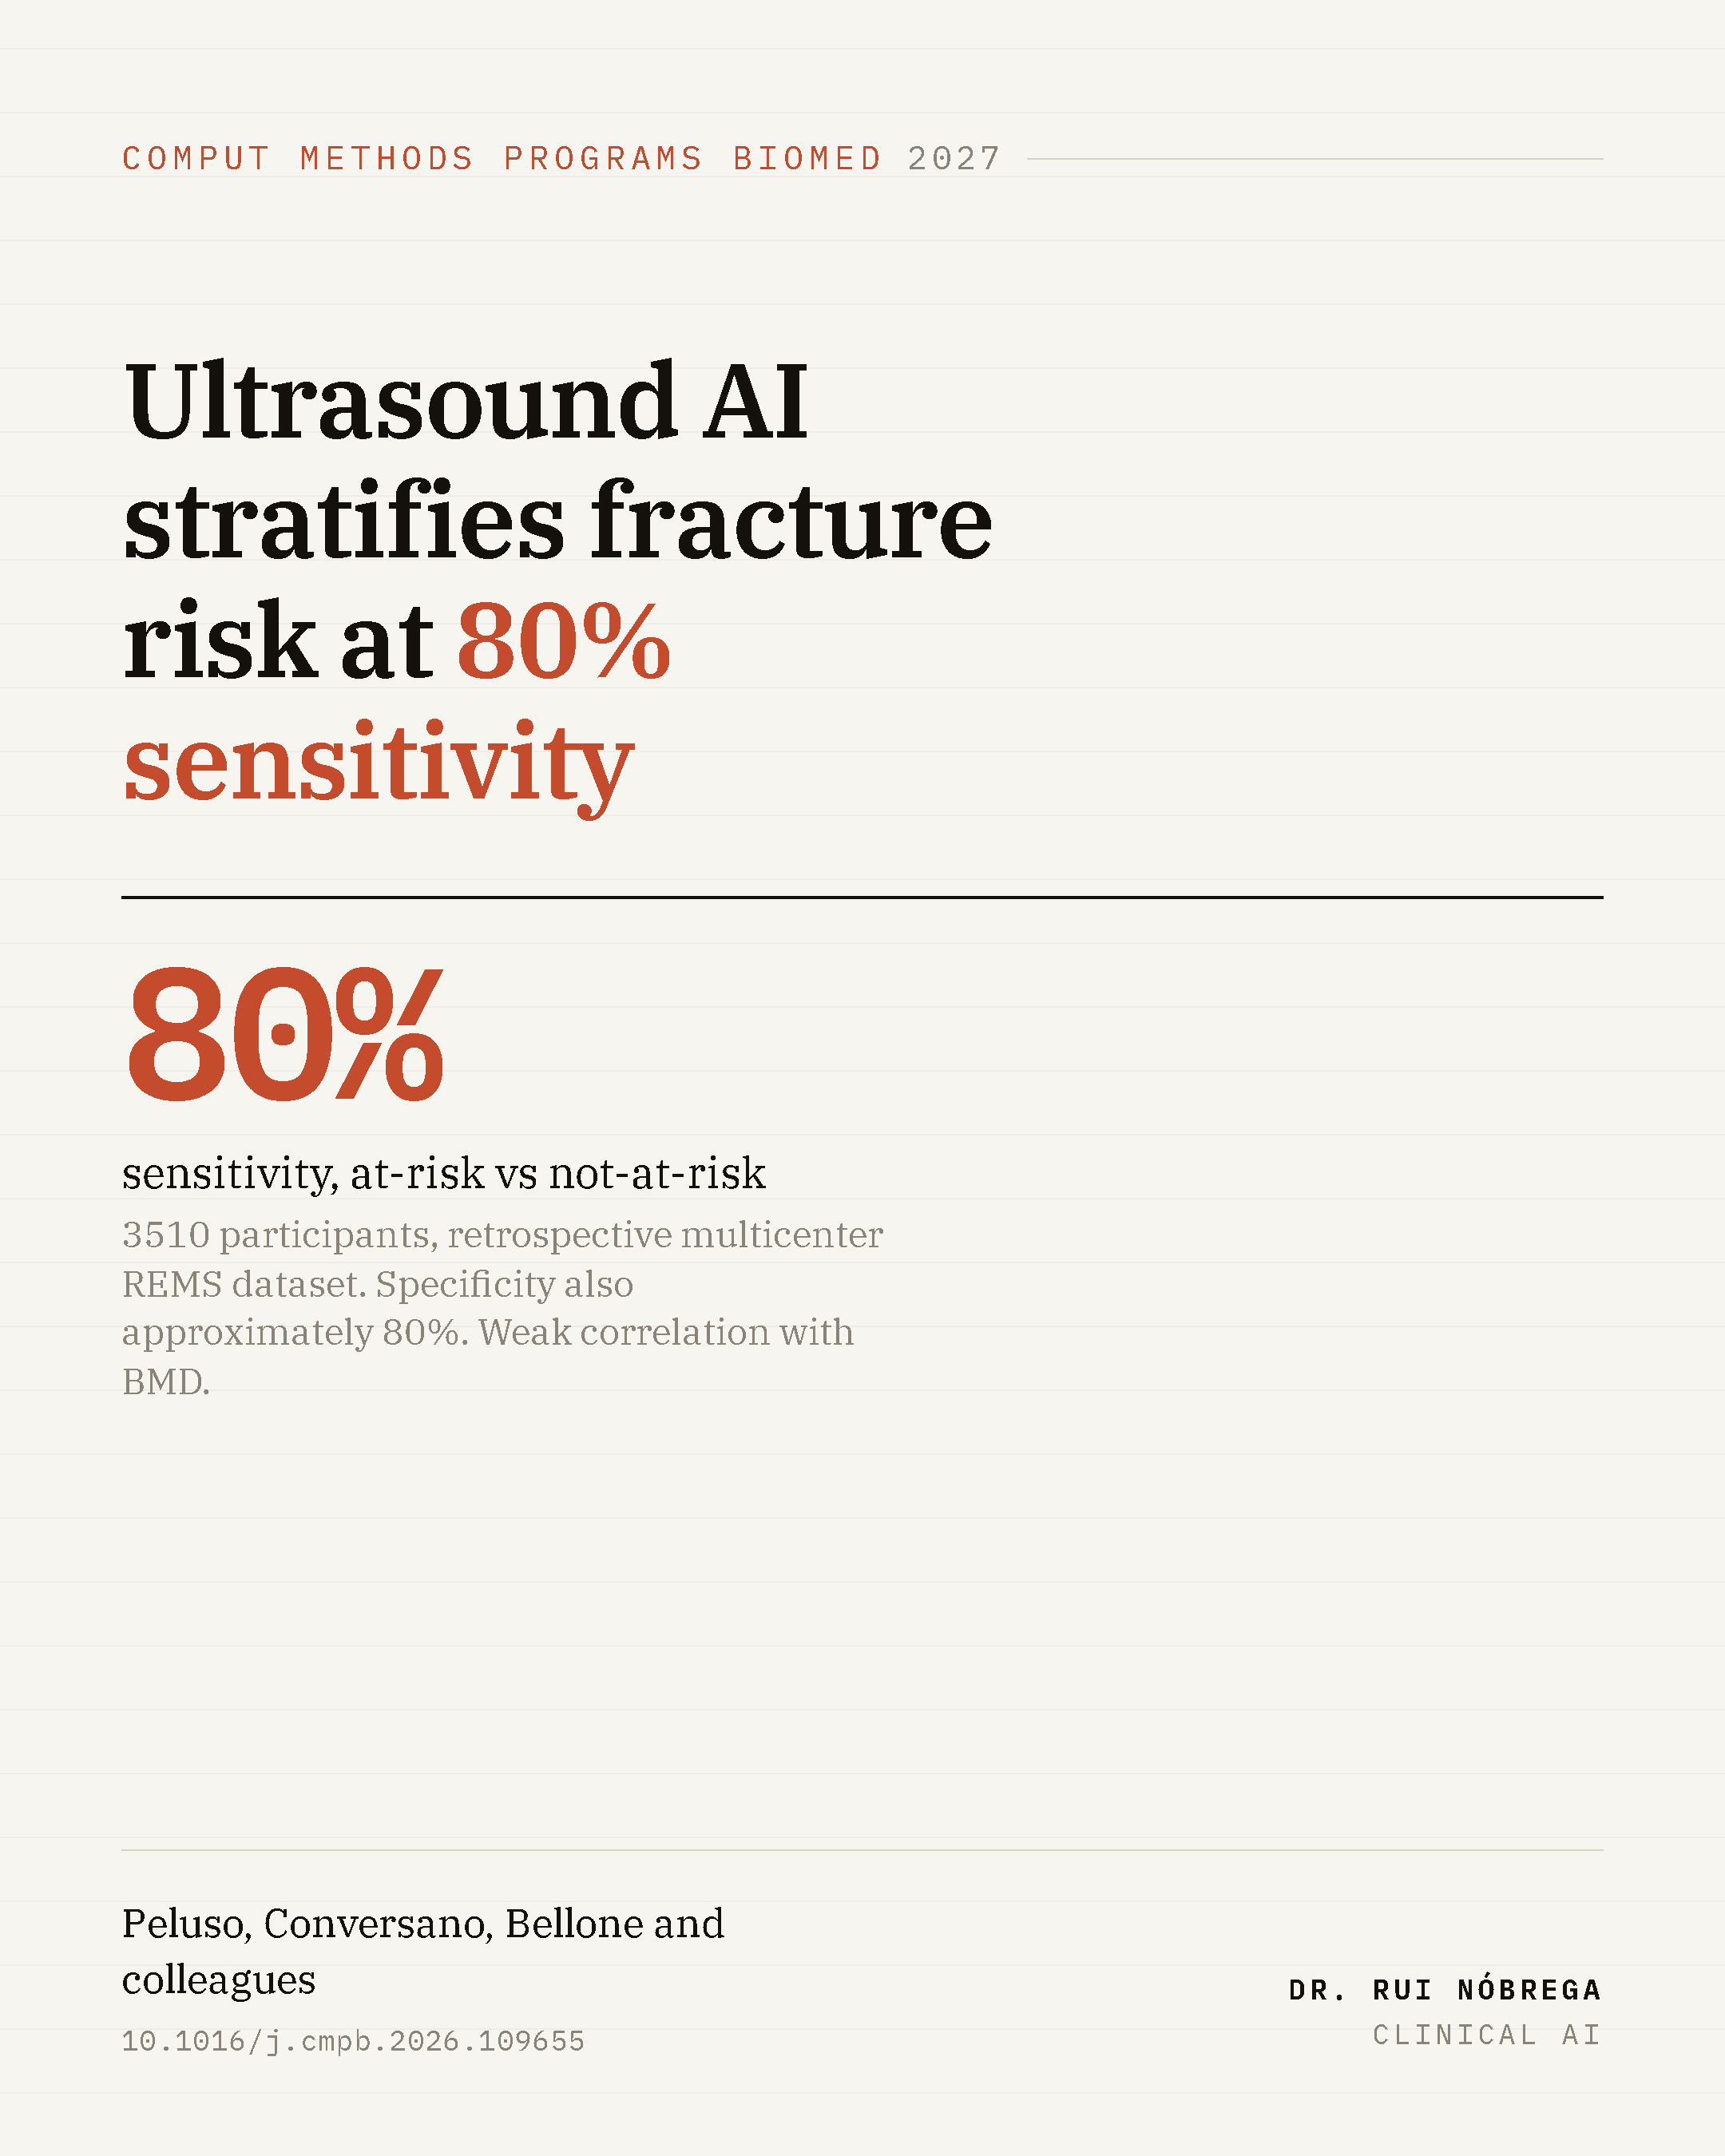 COMPUT METHODS PROGRAMS BIOMED 2027
Ultrasound AI
stratifies fracture
risk at 80%
sensitivity
80%
sensitivity, at-risk vs not-at-risk
3510 participants, retrospective multicenter
REMS dataset. Specificity also
approximately 80%. Weak correlation with
BMD.
Peluso, Conversano, Bellone and
colleagues
10.1016/j.cmpb.2026.109655
DR. RUI NÓBREGA
CLINICAL AI